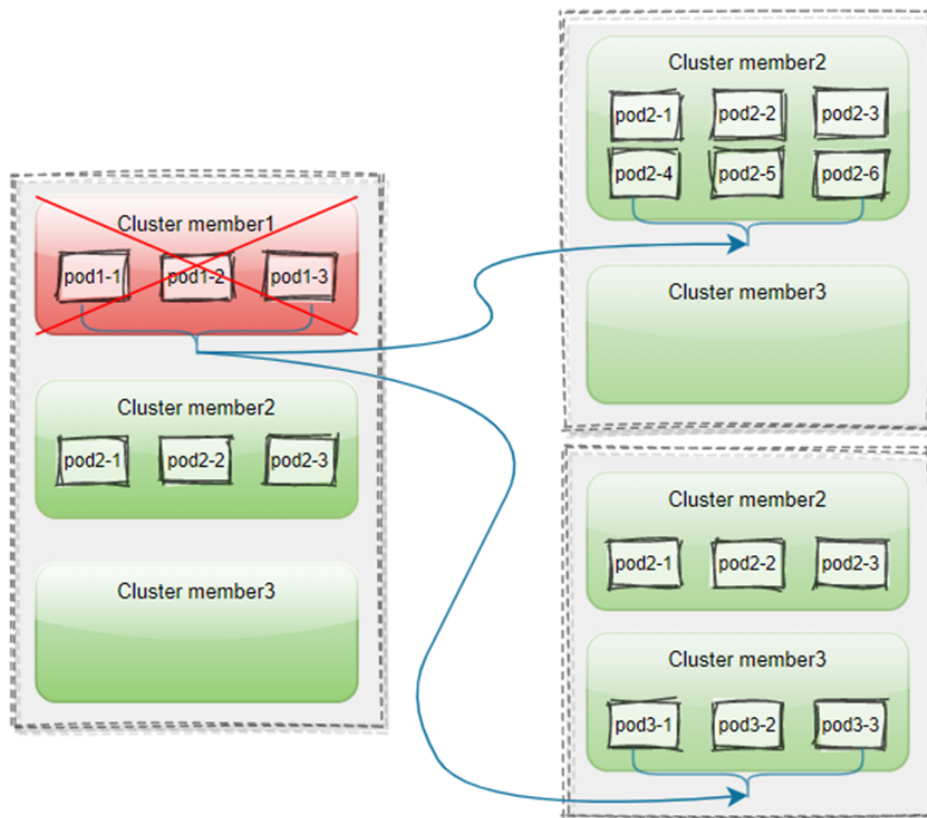 Cluster member1
pod1-1 pod1-2 pod1-3
Cluster member2
pod2-1 pod2-2 pod2-3
Cluster member3
Cluster member2
pod2-1 pod2-2 pod2-3
pod2-4 pod2-5 pod2-6
Cluster member3
Cluster member2
pod2-1 pod2-2 pod2-3
Cluster member3
pod3-1 pod3-2 pod3-3